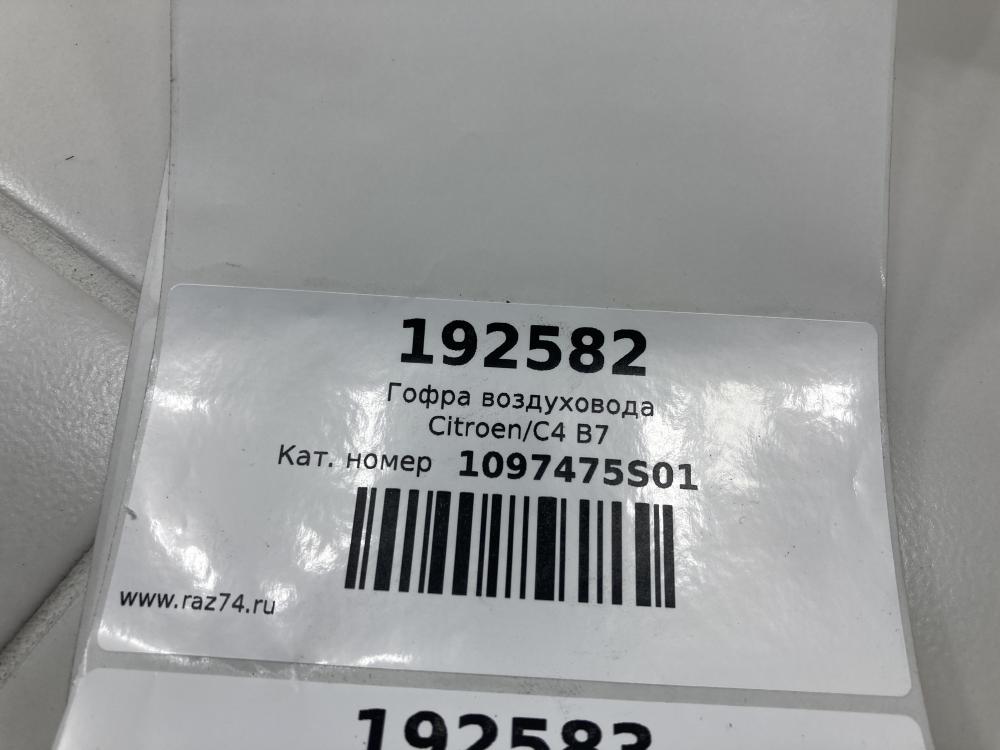 192582
Гофра воздуховода
Citroen/C4 B7
Кат. номер 1097475S01
www.raz74.ru
192583